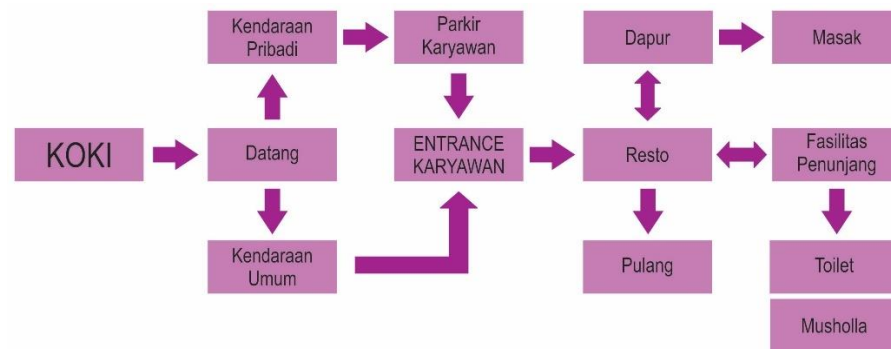 Kendaraan
Pribadi
Parkir
Karyawan
Dapur
Masak
KOKI
Datang
ENTRANCE
KARYAWAN
Resto
Fasilitas
Penunjang
Kendaraan
Umum
Pulang
Toilet
Musholla